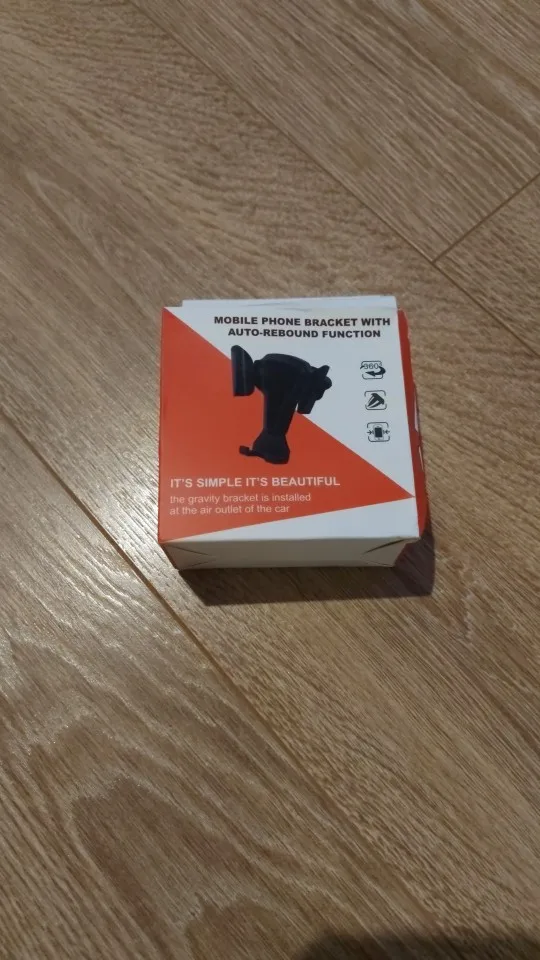 MOBILE PHONE BRACKET WITH
AUTO-REBOUND FUNCTION
360°
IT'S SIMPLE IT'S BEAUTIFUL
the gravity bracket is installed
at the air outlet of the car